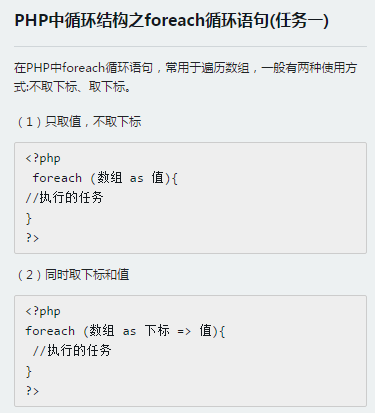 PHP中循环结构之foreach循环语句(任务一)
在PHP中foreach循环语句，常用于遍历数组，一般有两种使用方
式:不取下标、取下标。
（1）只取值，不取下标
<?php
foreach (数组 as 值){
//执行的任务
}
?>
（2）同时取下标和值
<?php
foreach (数组 as 下标 => 值){
//执行的任务
}
?>